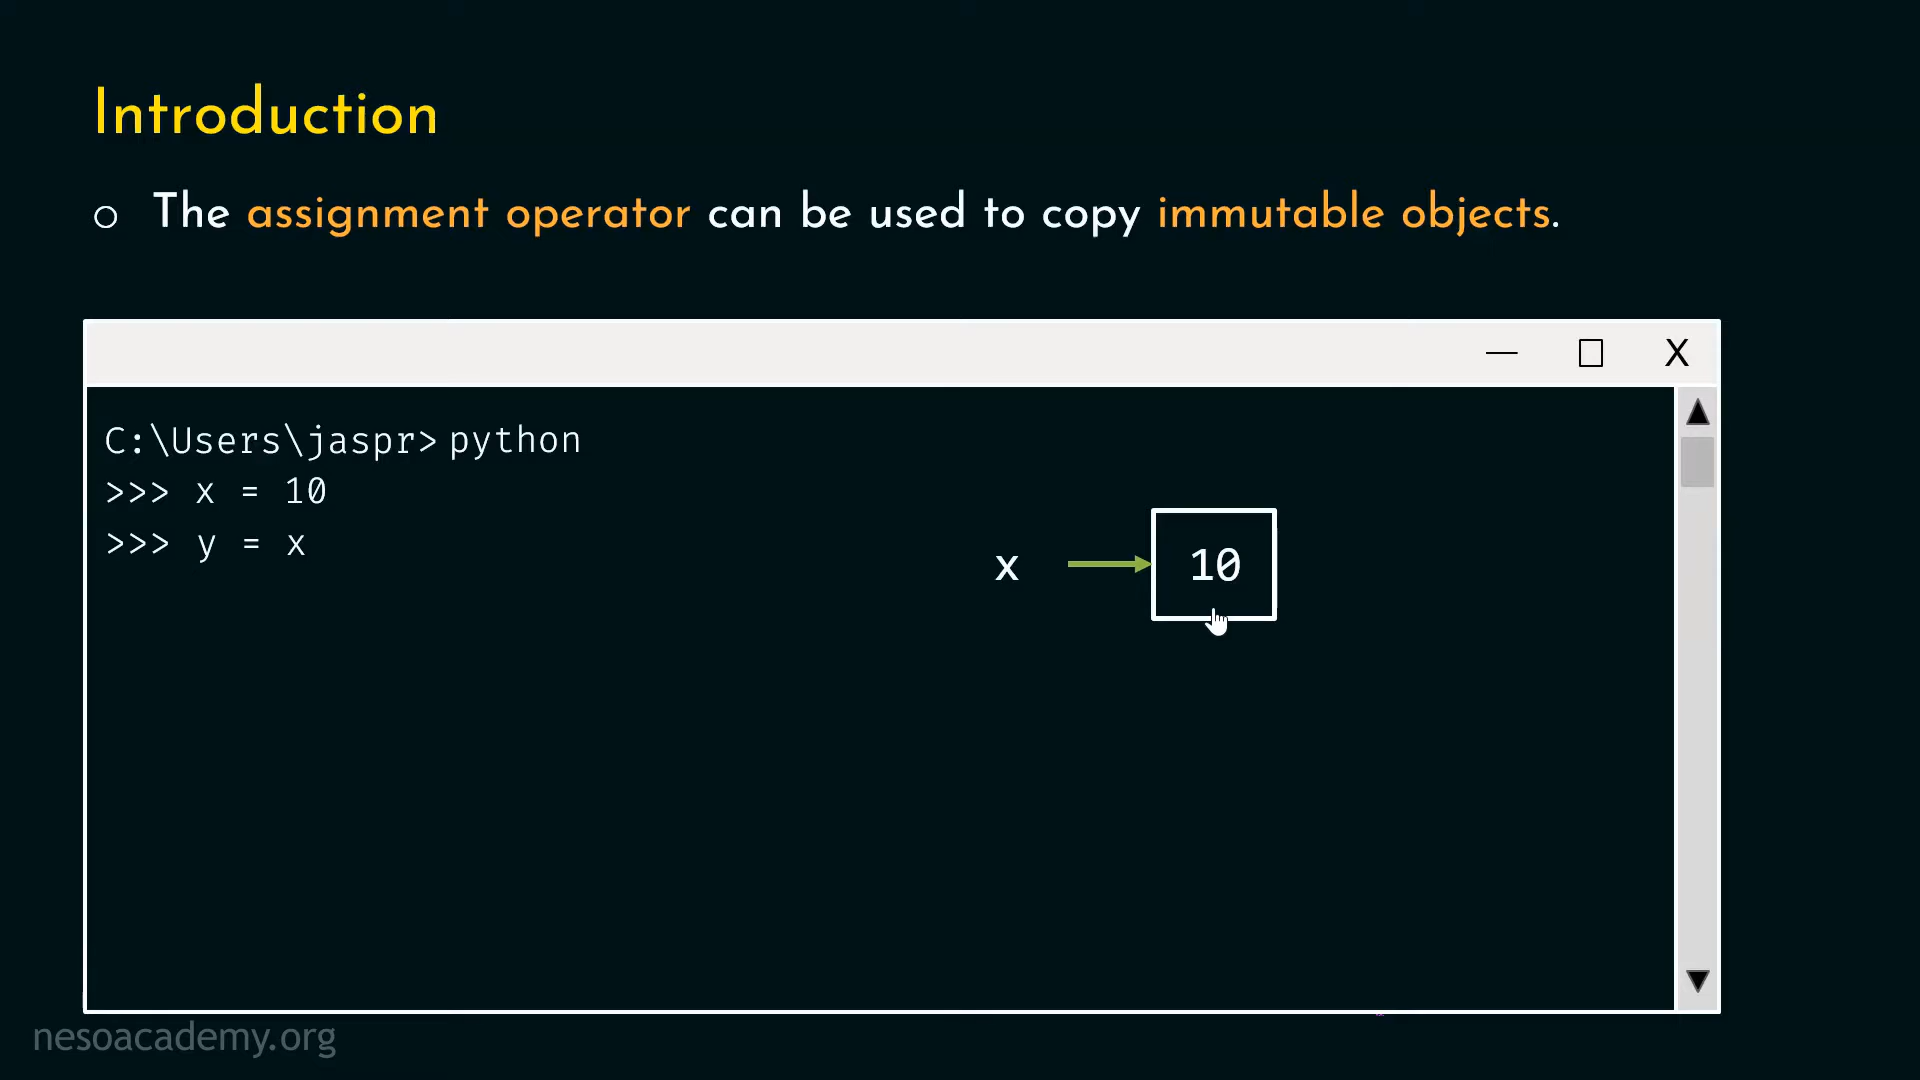 Introduction
○ The assignment operator can be used to copy immutable objects.
X
C:\Users\jaspr> python
>>> x = 10
>>> y = x
x
10
nesoacademy.org